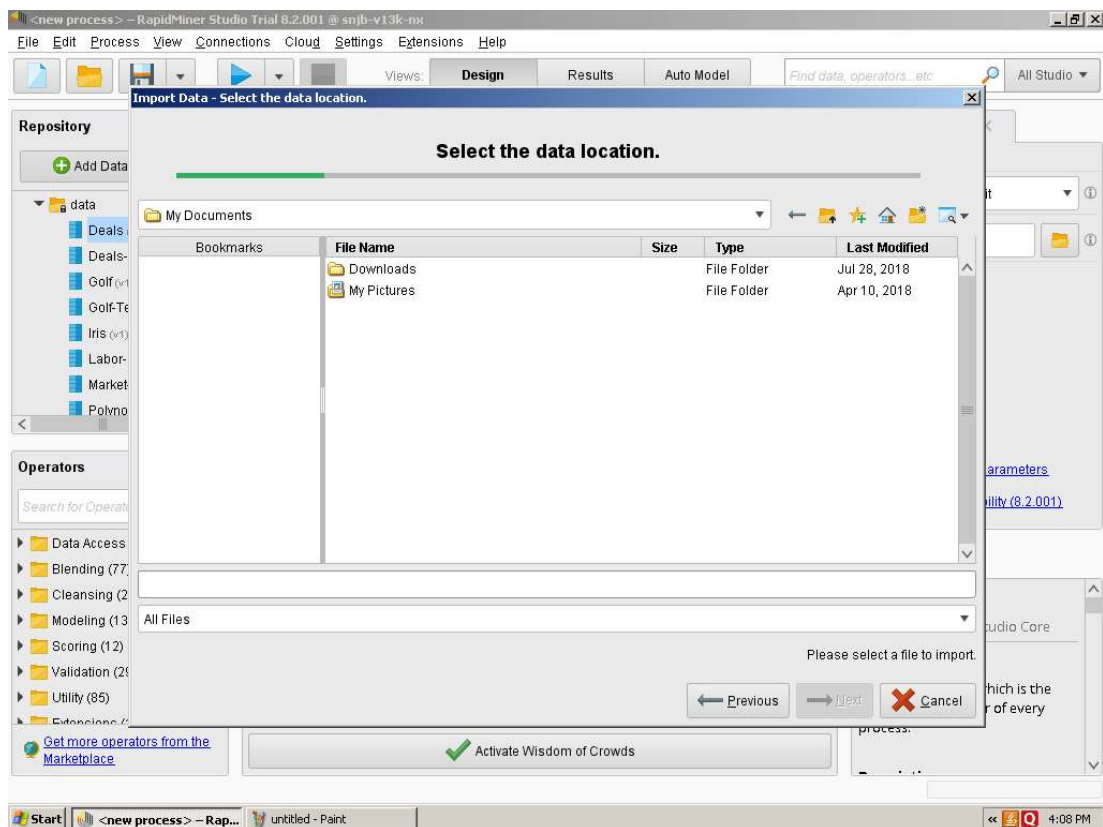 <new process> – RapidMiner Studio Trial 8.2.001 @ snjb-v13k-nx
File Edit Process View Connections Cloud Settings Extensions Help
Views: Design Results Auto Model Find data, operators...etc All Studio
Import Data - Select the data location.
Repository
Select the data location.
Add Data
data
My Documents
Deals
Bookmarks File Name Size Type Last Modified
Deals-
Downloads File Folder Jul 28, 2018
Golf (v1
My Pictures File Folder Apr 10, 2018
Golf-Te
Iris (v1)
Labor-
Market
Polyno
Operators
arameters
Search for Operat
ility (8.2.001)
Data Access
Blending (77
Cleansing (2
Modeling (13
All Files
tudio Core
Scoring (12)
Validation (29
Please select a file to import.
Utility (85)
Previous Next Cancel
hich is the
r of every
process.
Extensions
Get more operators from the
Marketplace
Activate Wisdom of Crowds
Start <new process> – Rap... untitled - Paint 4:08 PM